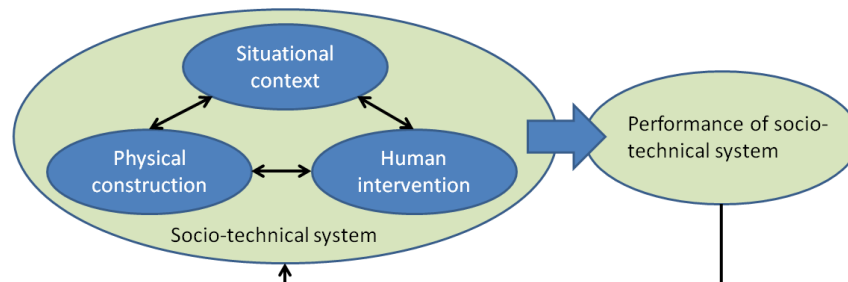 Situational
context
Physical
construction
Human
intervention
Socio-technical system
Performance of socio-
technical system